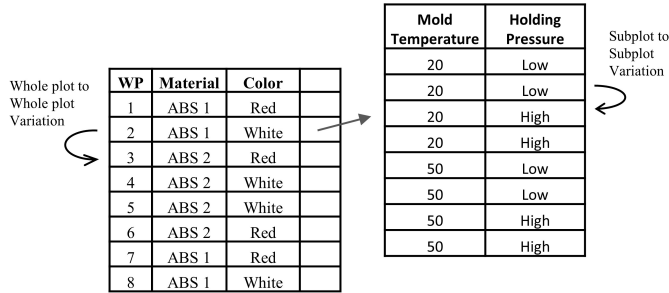 Whole plot to
Whole plot
Variation
WP Material Color
1 ABS 1 Red
2 ABS 1 White
3 ABS 2 Red
4 ABS 2 White
5 ABS 2 White
6 ABS 2 Red
7 ABS 1 Red
8 ABS 1 White
Mold Holding
Temperature Pressure
20 Low
20 Low
20 High
20 High
50 Low
50 Low
50 High
50 High
Subplot to
Subplot
Variation